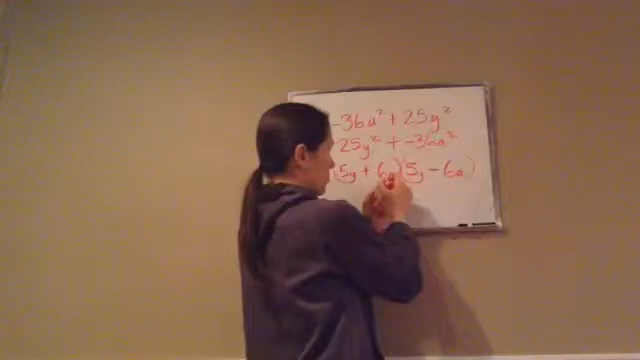 -36a² + 25y²
25y² + -36a²
(5y + 6a)(5y - 6a)